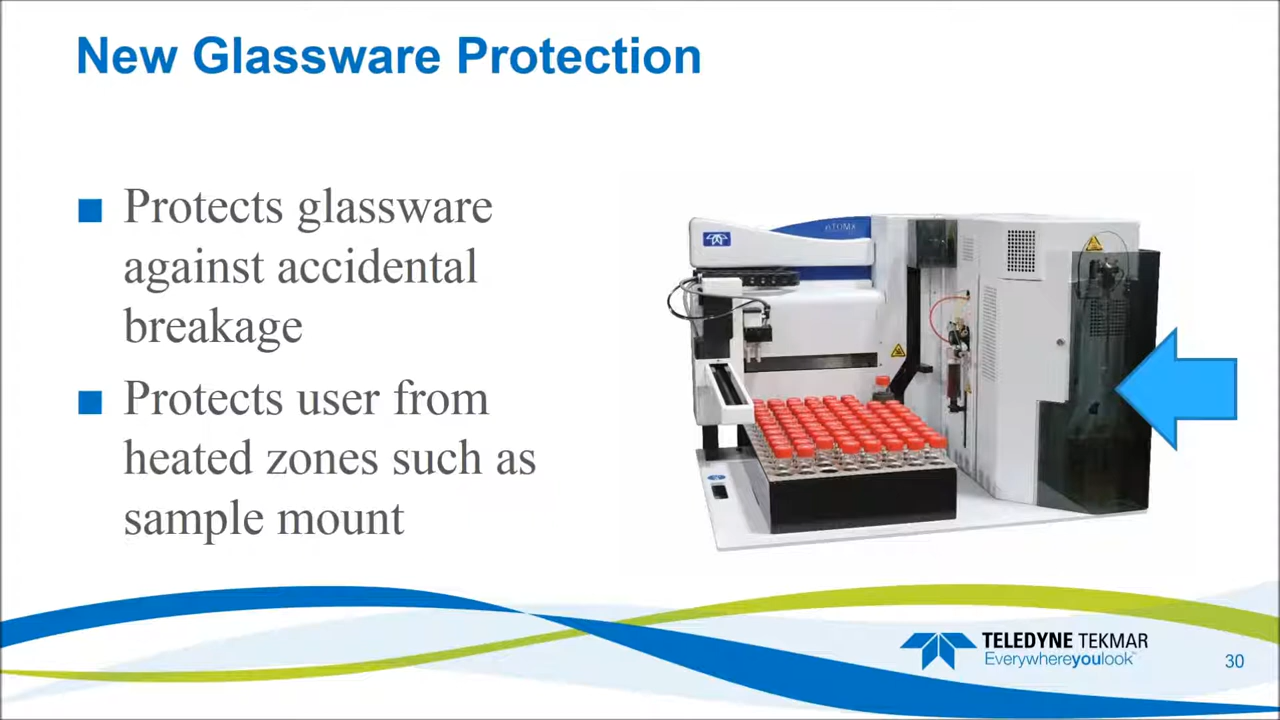 New Glassware Protection
■ Protects glassware
against accidental
breakage
■ Protects user from
heated zones such as
sample mount
TELEDYNE TEKMAR
Everywhereyoulook™
30